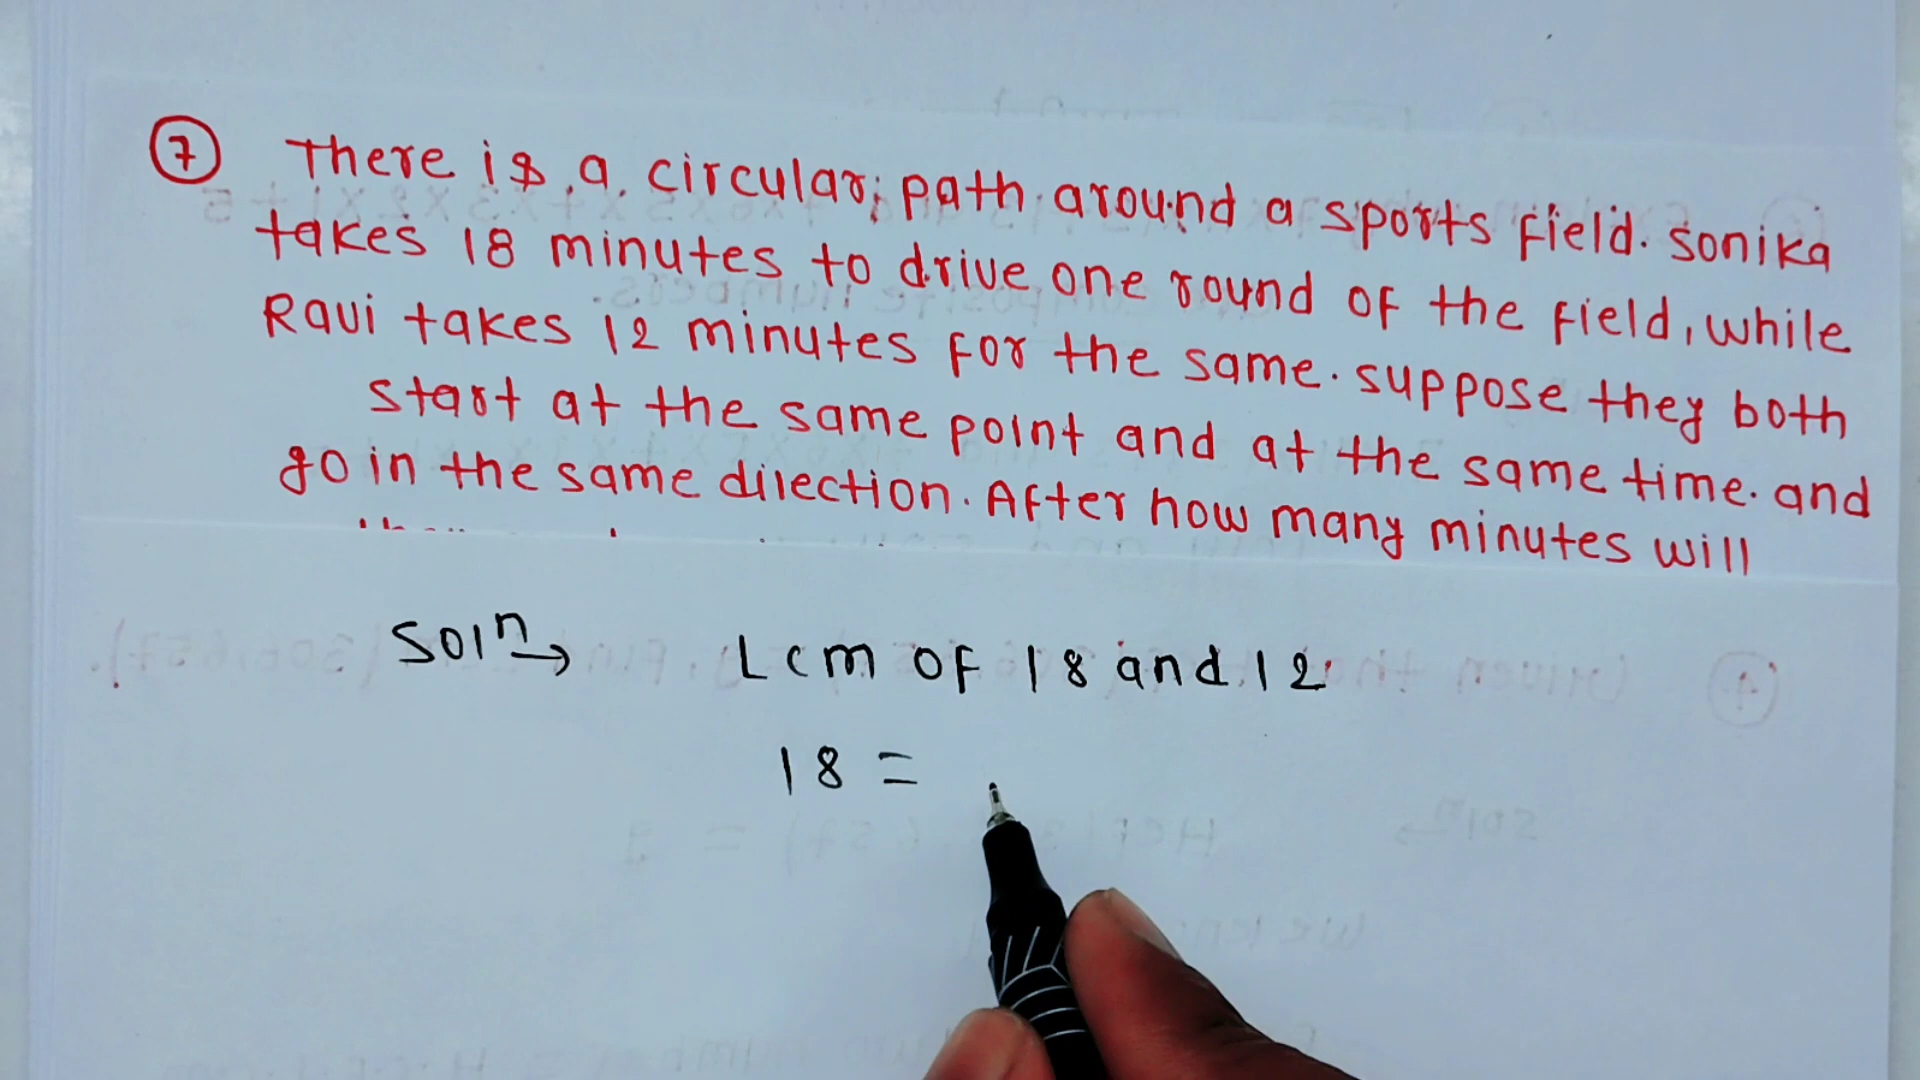 7 There is a circular path around a sports field. Sonika
takes 18 minutes to drive one round of the field, while
Ravi takes 12 minutes for the same. suppose they both
start at the same point and at the same time. and
go in the same direction. After how many minutes will
Soln→ Lcm of 18 and 12
18 =